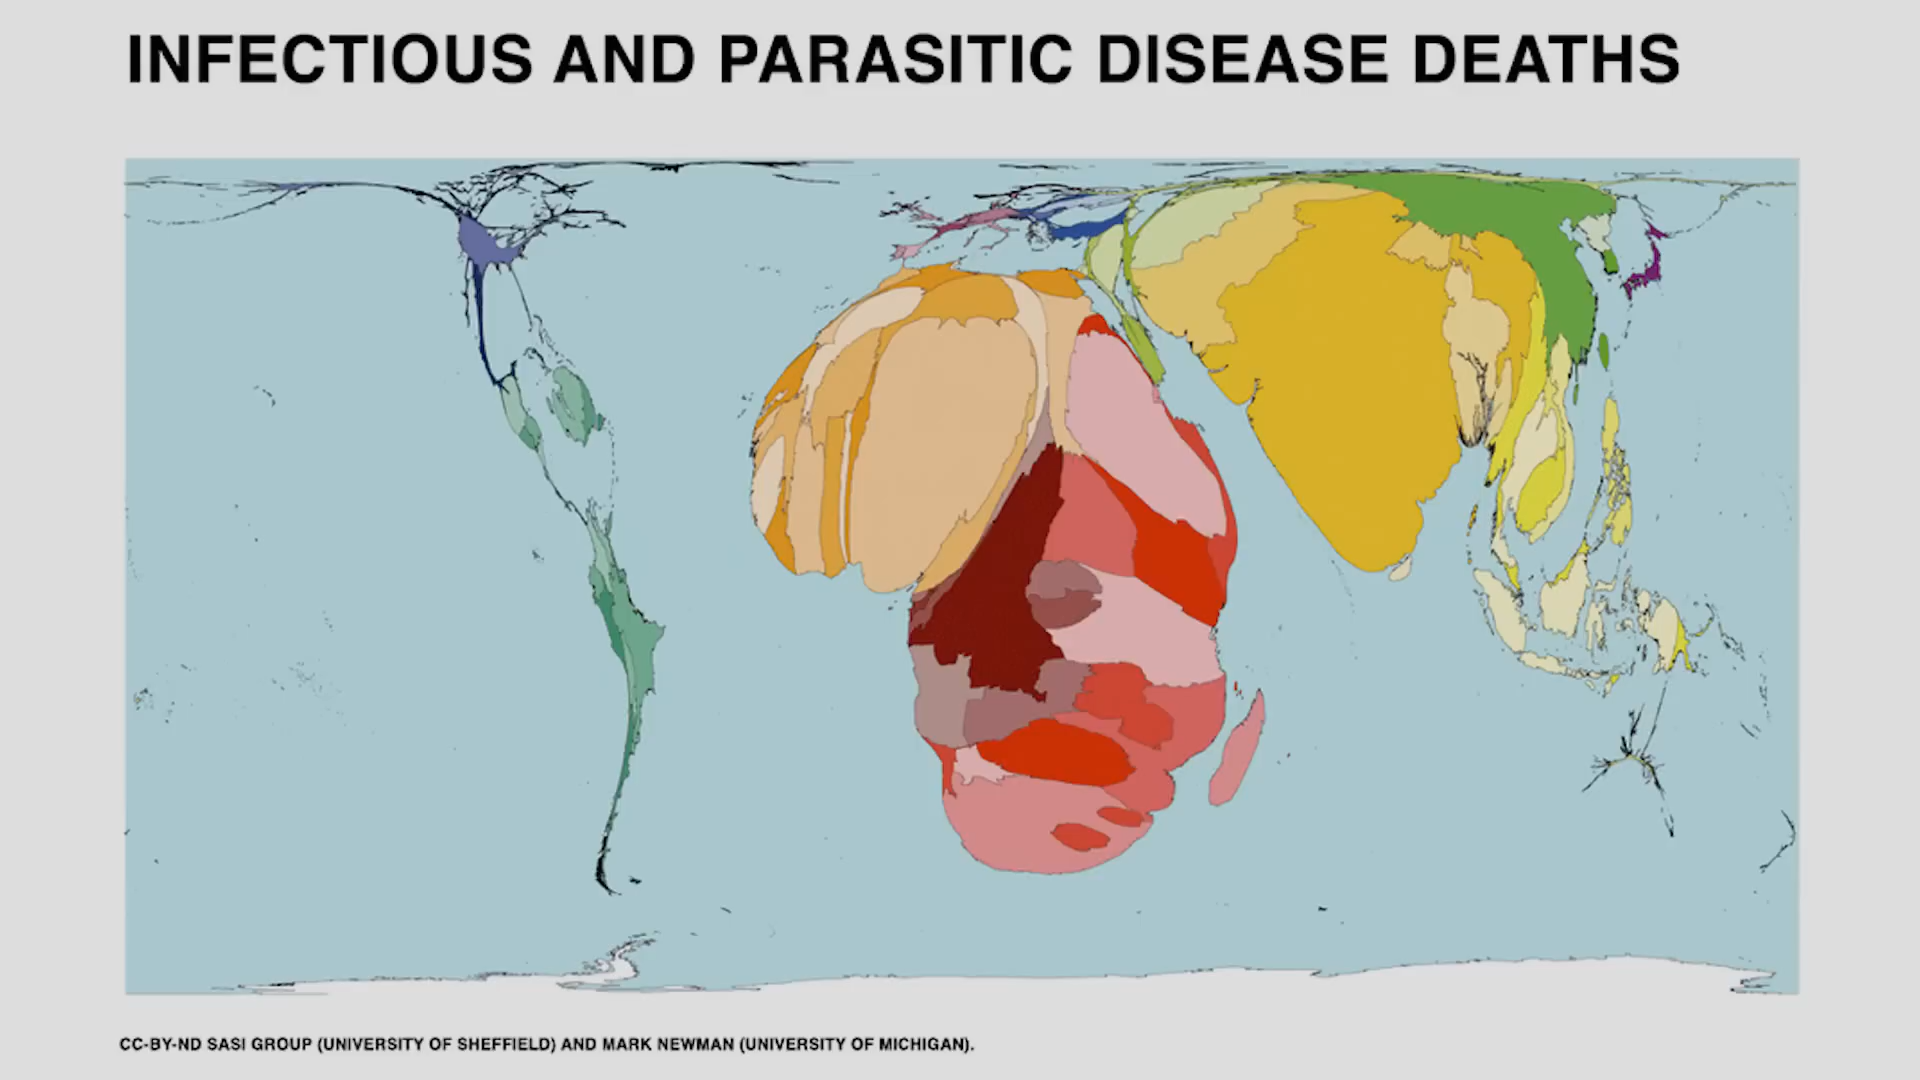 INFECTIOUS AND PARASITIC DISEASE DEATHS
CC-BY-ND SASI GROUP (UNIVERSITY OF SHEFFIELD) AND MARK NEWMAN (UNIVERSITY OF MICHIGAN).